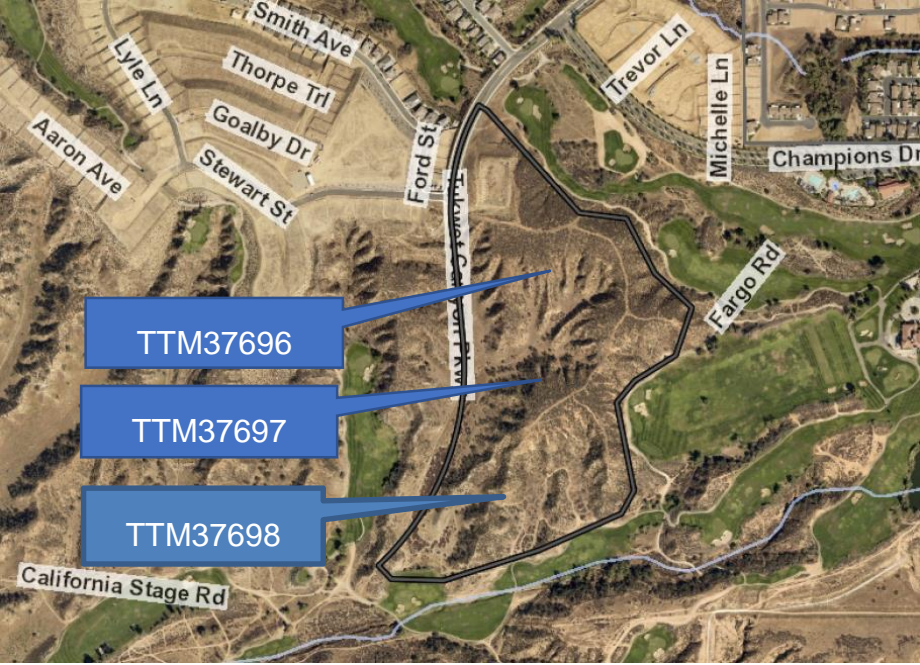 Smith Ave
Lyle Ln
Thorpe Trl
Trevor Ln
Michelle Ln
Goalby Dr
Aaron Ave
Ford St
Champions Dr
Stewart St
Fargo Rd
TTM37696
TTM37697
TTM37698
California Stage Rd